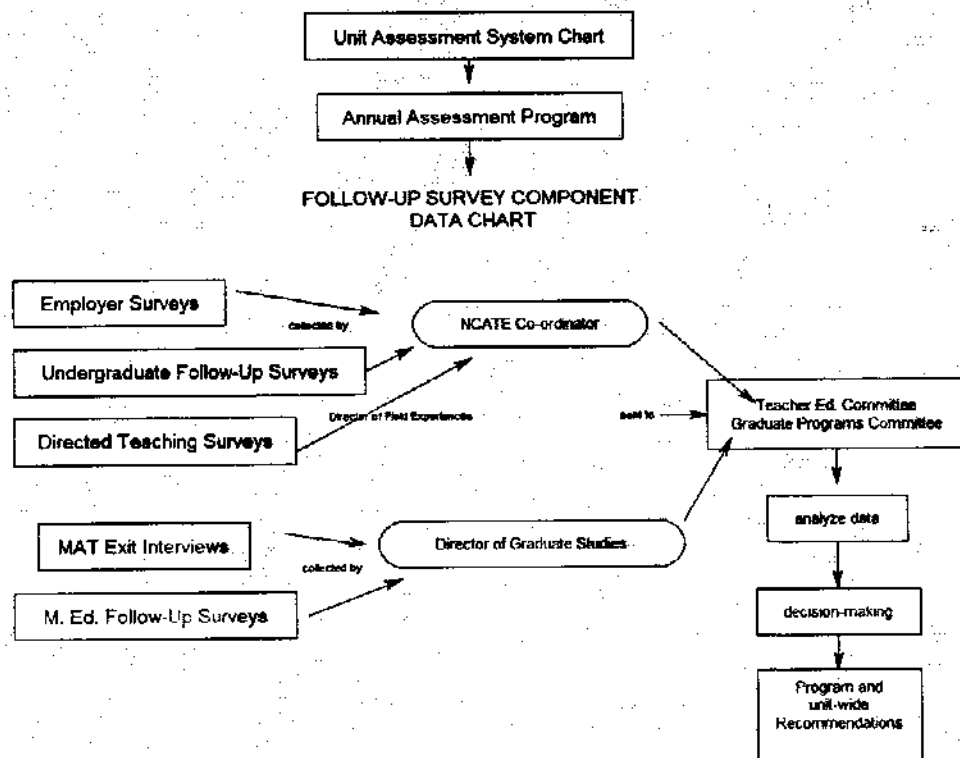 Unit Assessment System Chart
Annual Assessment Program
FOLLOW-UP SURVEY COMPONENT
DATA CHART
Employer Surveys
collected by
NCATE Co-ordinator
Undergraduate Follow-Up Surveys
Director of Field Experiences
Directed Teaching Surveys
sent to
Teacher Ed. Committee
Graduate Programs Committee
analyze data
MAT Exit Interviews
collected by
Director of Graduate Studies
M. Ed. Follow-Up Surveys
decision-making
Program and
unit-wide
Recommendations